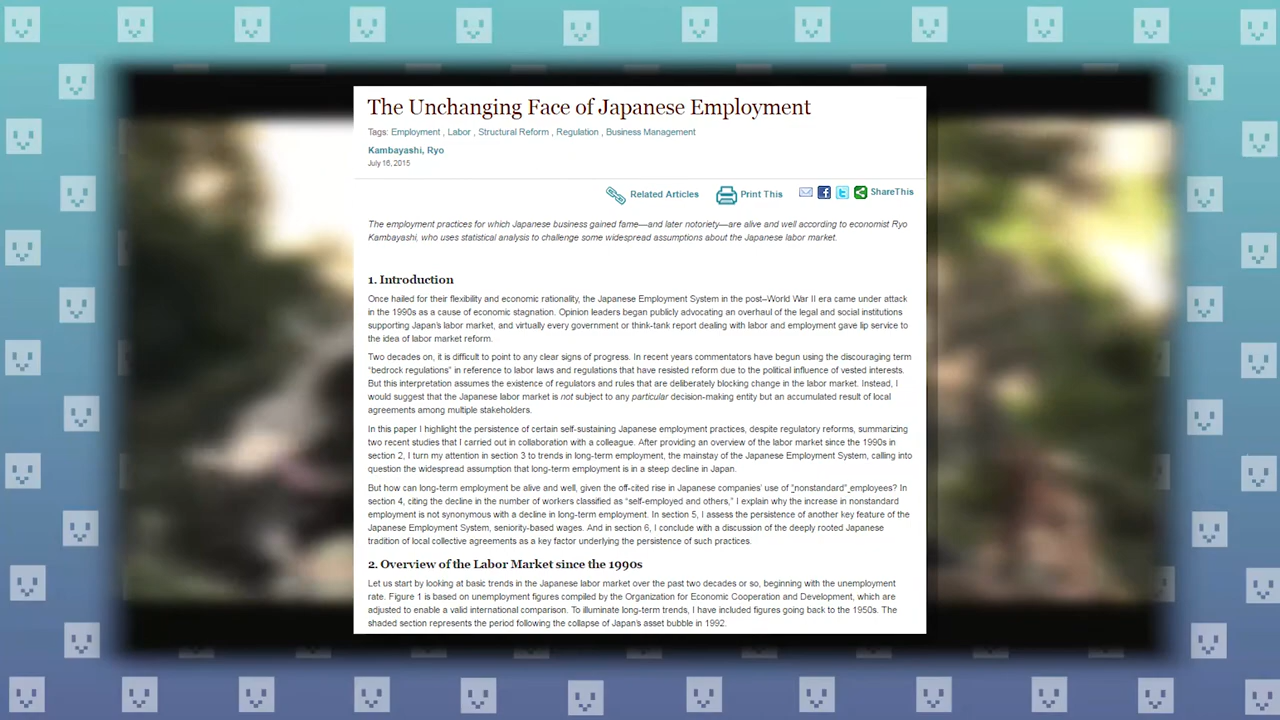 The Unchanging Face of Japanese Employment
Tags: Employment , Labor , Structural Reform , Regulation , Business Management
Kambayashi, Ryo
July 16, 2015
Related Articles Print This ShareThis
The employment practices for which Japanese business gained fame—and later notoriety—are alive and well according to economist Ryo
Kambayashi, who uses statistical analysis to challenge some widespread assumptions about the Japanese labor market.
1. Introduction
Once hailed for their flexibility and economic rationality, the Japanese Employment System in the post–World War II era came under attack
in the 1990s as a cause of economic stagnation. Opinion leaders began publicly advocating an overhaul of the legal and social institutions
supporting Japan's labor market, and virtually every government or think-tank report dealing with labor and employment gave lip service to
the idea of labor market reform.
Two decades on, it is difficult to point to any clear signs of progress. In recent years commentators have begun using the discouraging term
"bedrock regulations" in reference to labor laws and regulations that have resisted reform due to the political influence of vested interests.
But this interpretation assumes the existence of regulators and rules that are deliberately blocking change in the labor market. Instead, I
would suggest that the Japanese labor market is not subject to any particular decision-making entity but an accumulated result of local
agreements among multiple stakeholders.
In this paper I highlight the persistence of certain self-sustaining Japanese employment practices, despite regulatory reforms, summarizing
two recent studies that I carried out in collaboration with a colleague. After providing an overview of the labor market since the 1990s in
section 2, I turn my attention in section 3 to trends in long-term employment, the mainstay of the Japanese Employment System, calling into
question the widespread assumption that long-term employment is in a steep decline in Japan.
But how can long-term employment be alive and well, given the oft-cited rise in Japanese companies' use of "nonstandard" employees? In
section 4, citing the decline in the number of workers classified as "self-employed and others," I explain why the increase in nonstandard
employment is not synonymous with a decline in long-term employment. In section 5, I assess the persistence of another key feature of the
Japanese Employment System, seniority-based wages. And in section 6, I conclude with a discussion of the deeply rooted Japanese
tradition of local collective agreements as a key factor underlying the persistence of such practices.
2. Overview of the Labor Market since the 1990s
Let us start by looking at basic trends in the Japanese labor market over the past two decades or so, beginning with the unemployment
rate. Figure 1 is based on unemployment figures compiled by the Organization for Economic Cooperation and Development, which are
adjusted to enable a valid international comparison. To illuminate long-term trends, I have included figures going back to the 1950s. The
shaded section represents the period following the collapse of Japan's asset bubble in 1992.